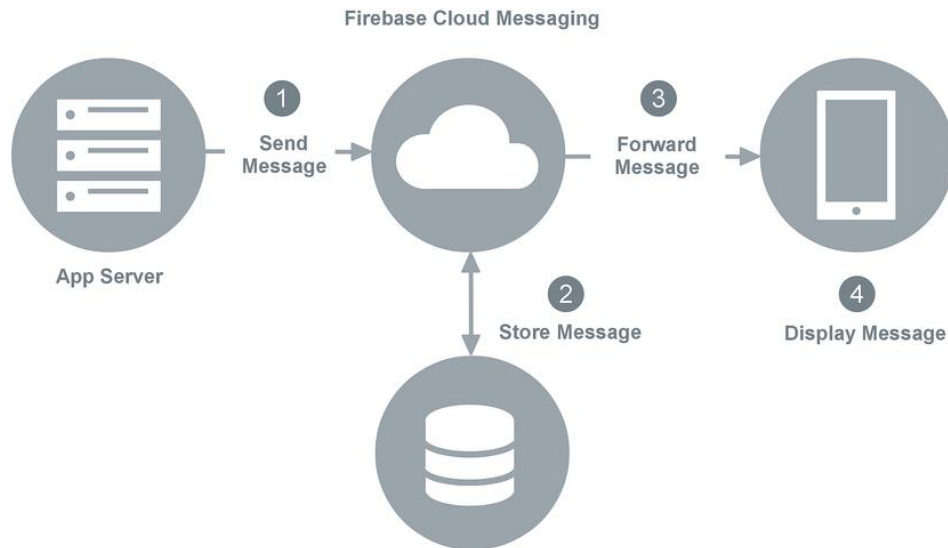 Firebase Cloud Messaging
1
Send
Message
3
Forward
Message
App Server
2
Store Message
4
Display Message